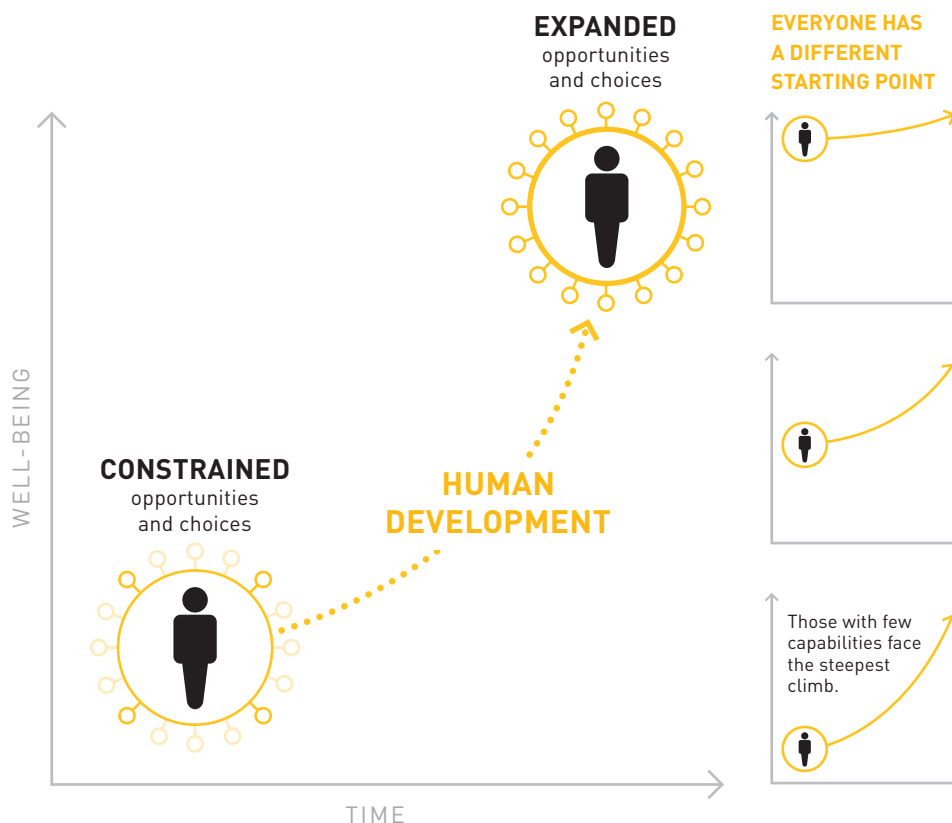 EXPANDED
opportunities
and choices
WELL-BEING
CONSTRAINED
opportunities
and choices
HUMAN
DEVELOPMENT
TIME
EVERYONE HAS
A DIFFERENT
STARTING POINT
Those with few
capabilities face
the steepest
climb.